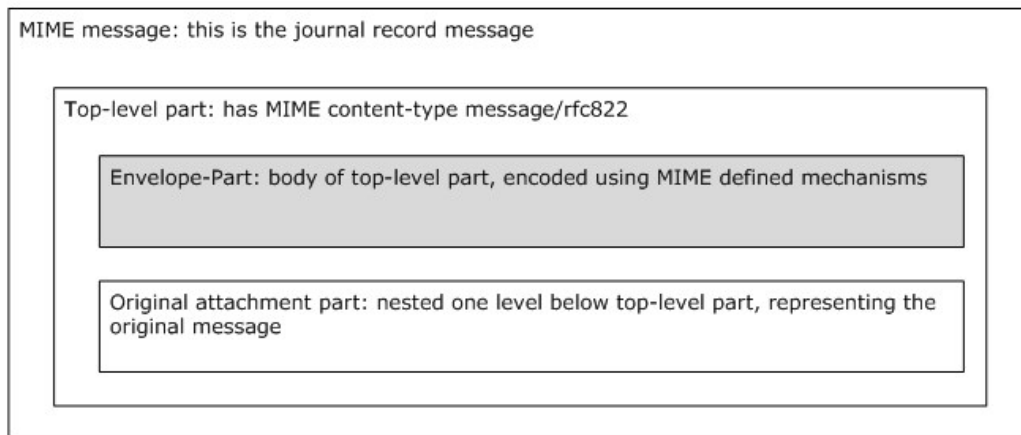 MIME message: this is the journal record message
Top-level part: has MIME content-type message/rfc822
Envelope-Part: body of top-level part, encoded using MIME defined mechanisms
Original attachment part: nested one level below top-level part, representing the
original message